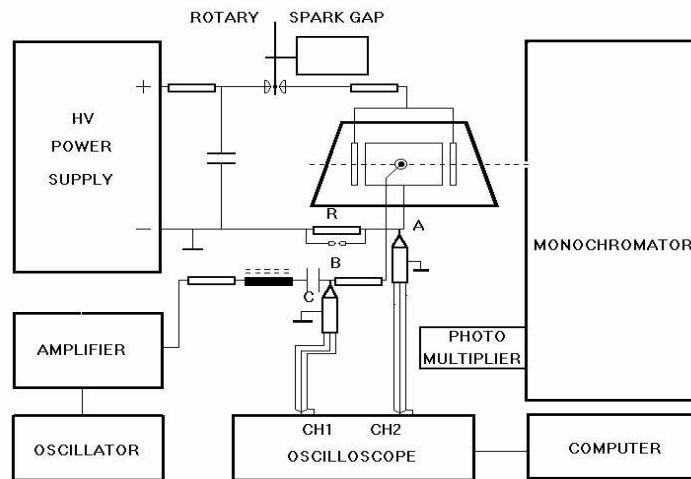 ROTARY SPARK GAP
+
HV
POWER
SUPPLY
−
R
A
B
C
MONOCHROMATOR
PHOTO
MULTIPLIER
AMPLIFIER
OSCILLATOR
CH1 CH2
OSCILLOSCOPE
COMPUTER